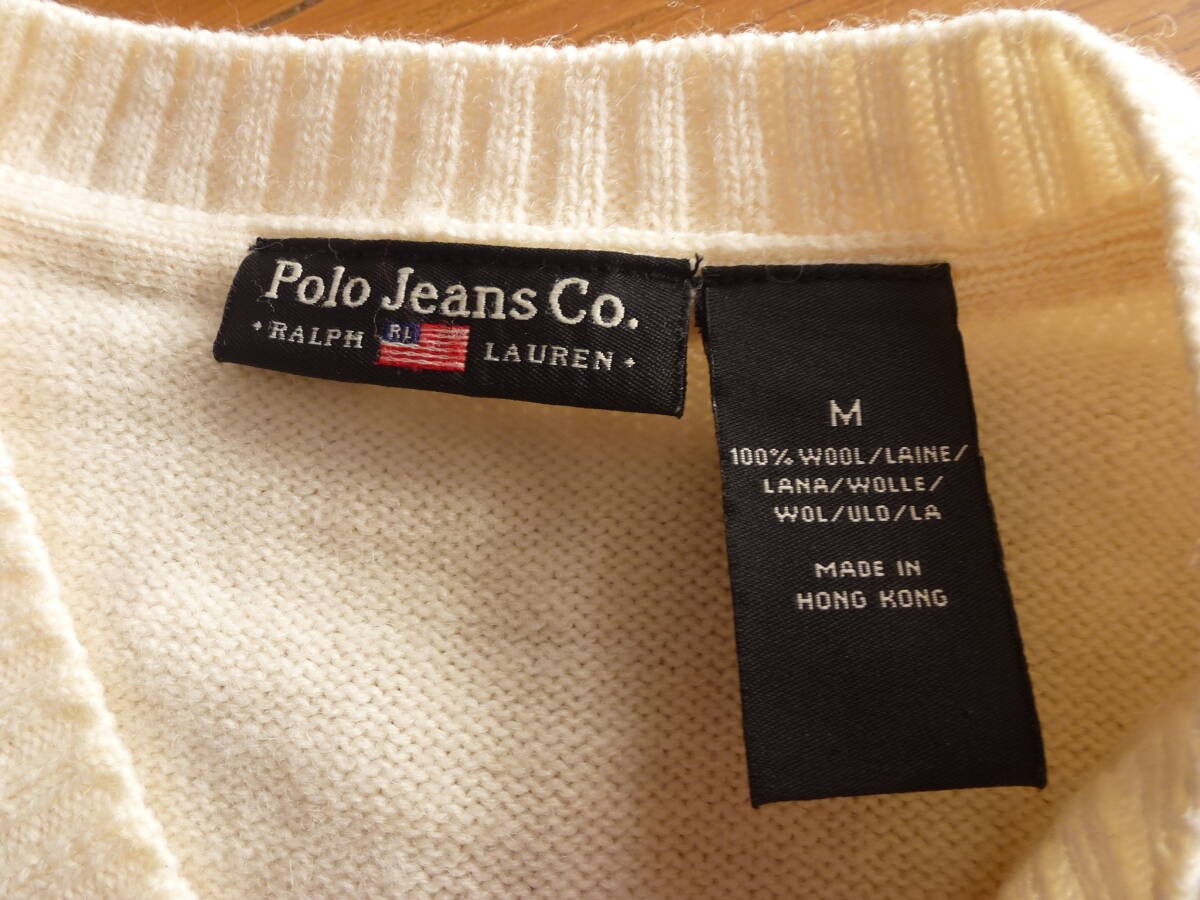 Polo Jeans Co.
RALPH RL LAUREN
M
100% WOOL/LAINE/
LANA/WOLLE/
WOL/ULD/LA
MADE IN
HONG KONG